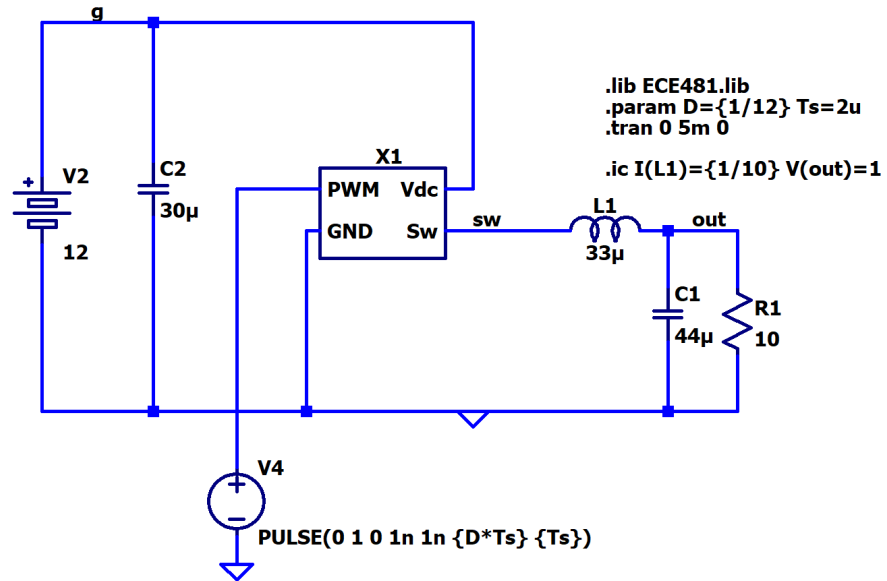 g
.lib ECE481.lib
.param D={1/12} Ts=2u
.tran 0 5m 0
.ic I(L1)={1/10} V(out)=1
V2
12
C2
30µ
X1
PWM Vdc
GND Sw
sw
L1
33µ
out
C1
44µ
R1
10
V4
PULSE(0 1 0 1n 1n {D*Ts} {Ts})